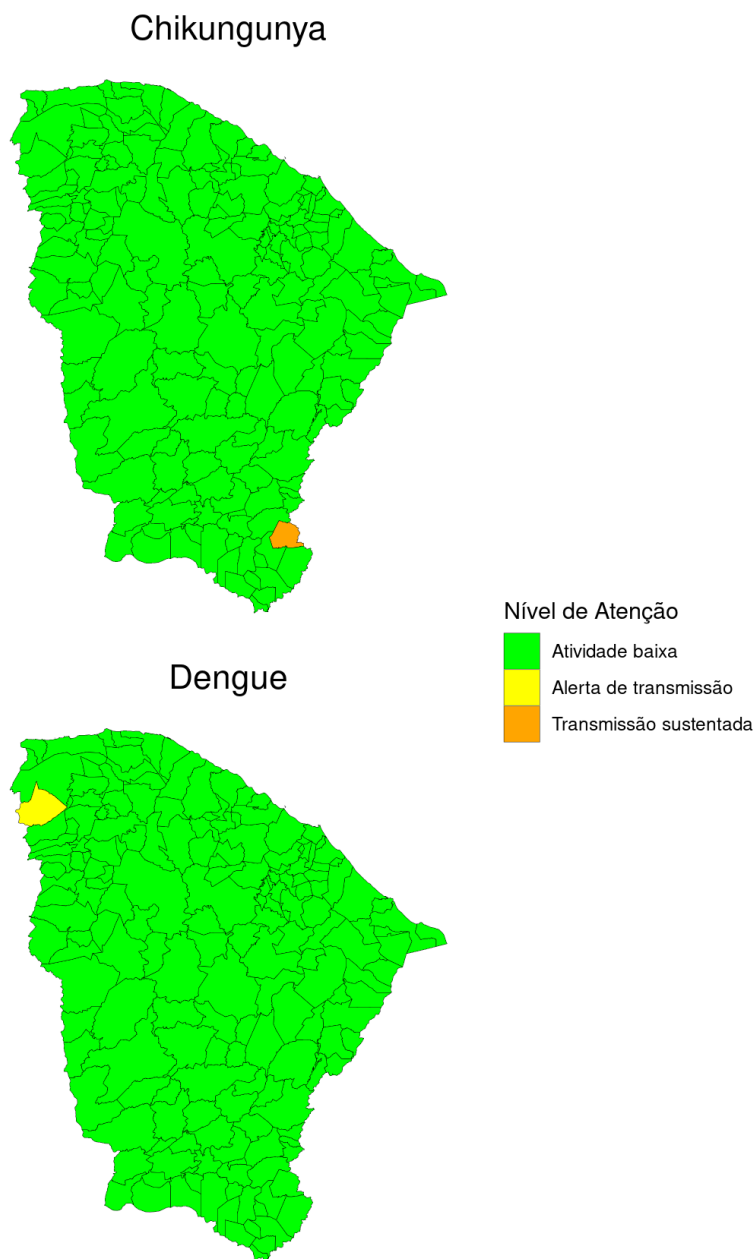 Chikungunya
Nível de Atenção
Atividade baixa
Alerta de transmissão
Transmissão sustentada
Dengue